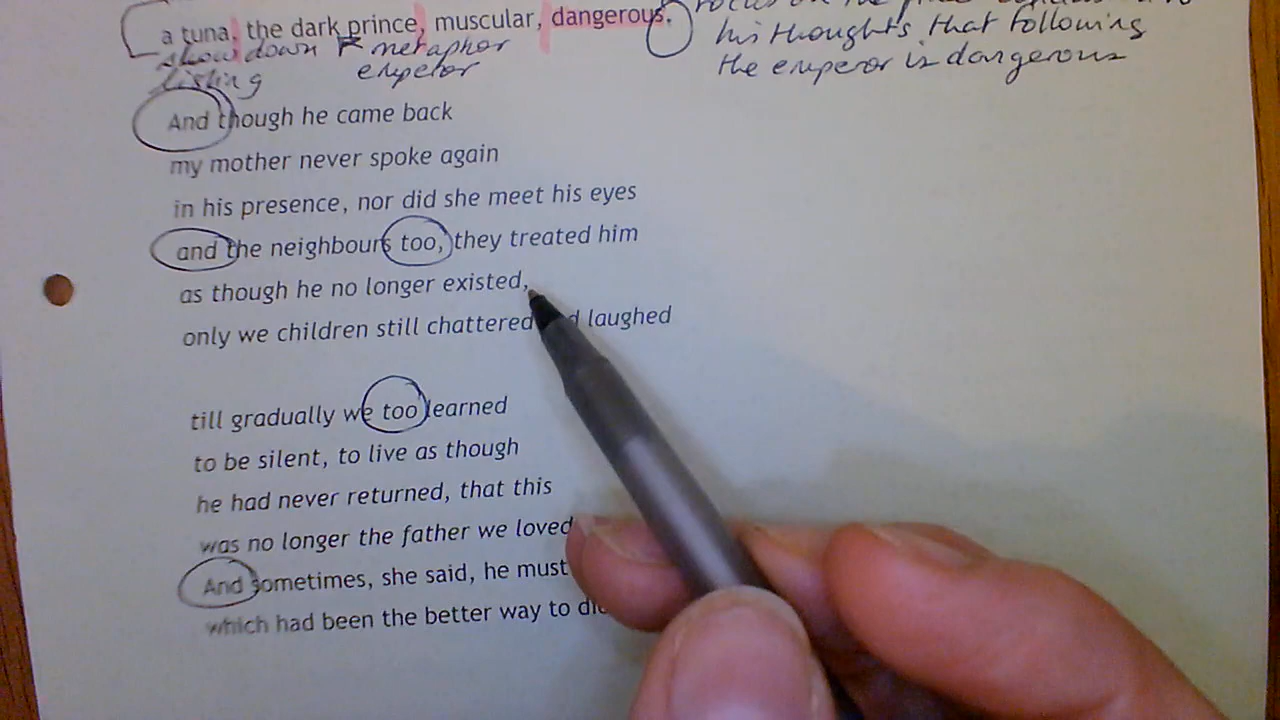 a tuna, the dark prince, muscular, dangerous.
show down metaphor
listing emperor
his thoughts that following
the emperor is dangerous
And though he came back
my mother never spoke again
in his presence, nor did she meet his eyes
and the neighbours too, they treated him
as though he no longer existed,
only we children still chattered laughed
till gradually we too learned
to be silent, to live as though
he had never returned, that this
was no longer the father we loved
And sometimes, she said, he must
which had been the better way to